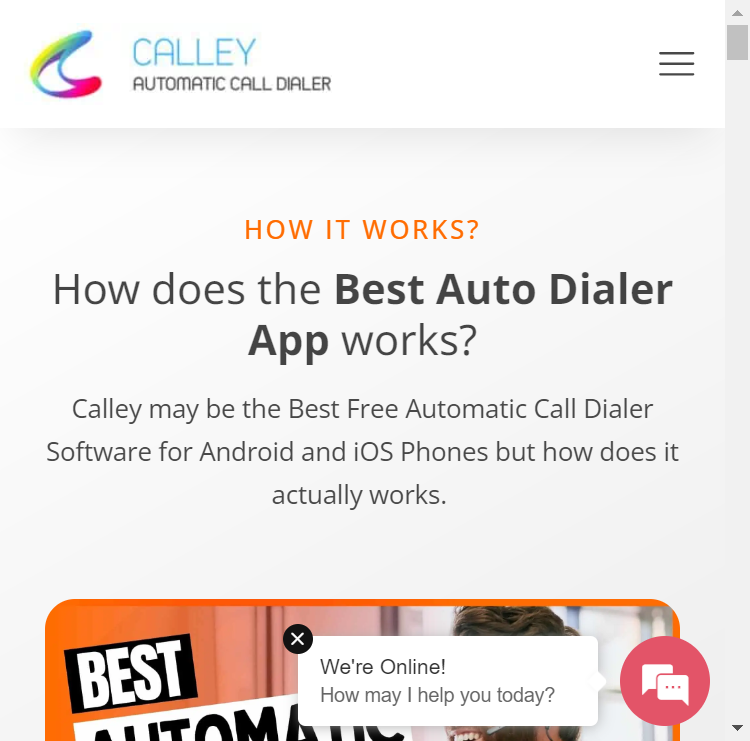 CALLEY
AUTOMATIC CALL DIALER
HOW IT WORKS?
How does the Best Auto Dialer
App works?
Calley may be the Best Free Automatic Call Dialer
Software for Android and iOS Phones but how does it
actually works.
BEST
AUTOMATIC
We're Online!
How may I help you today?